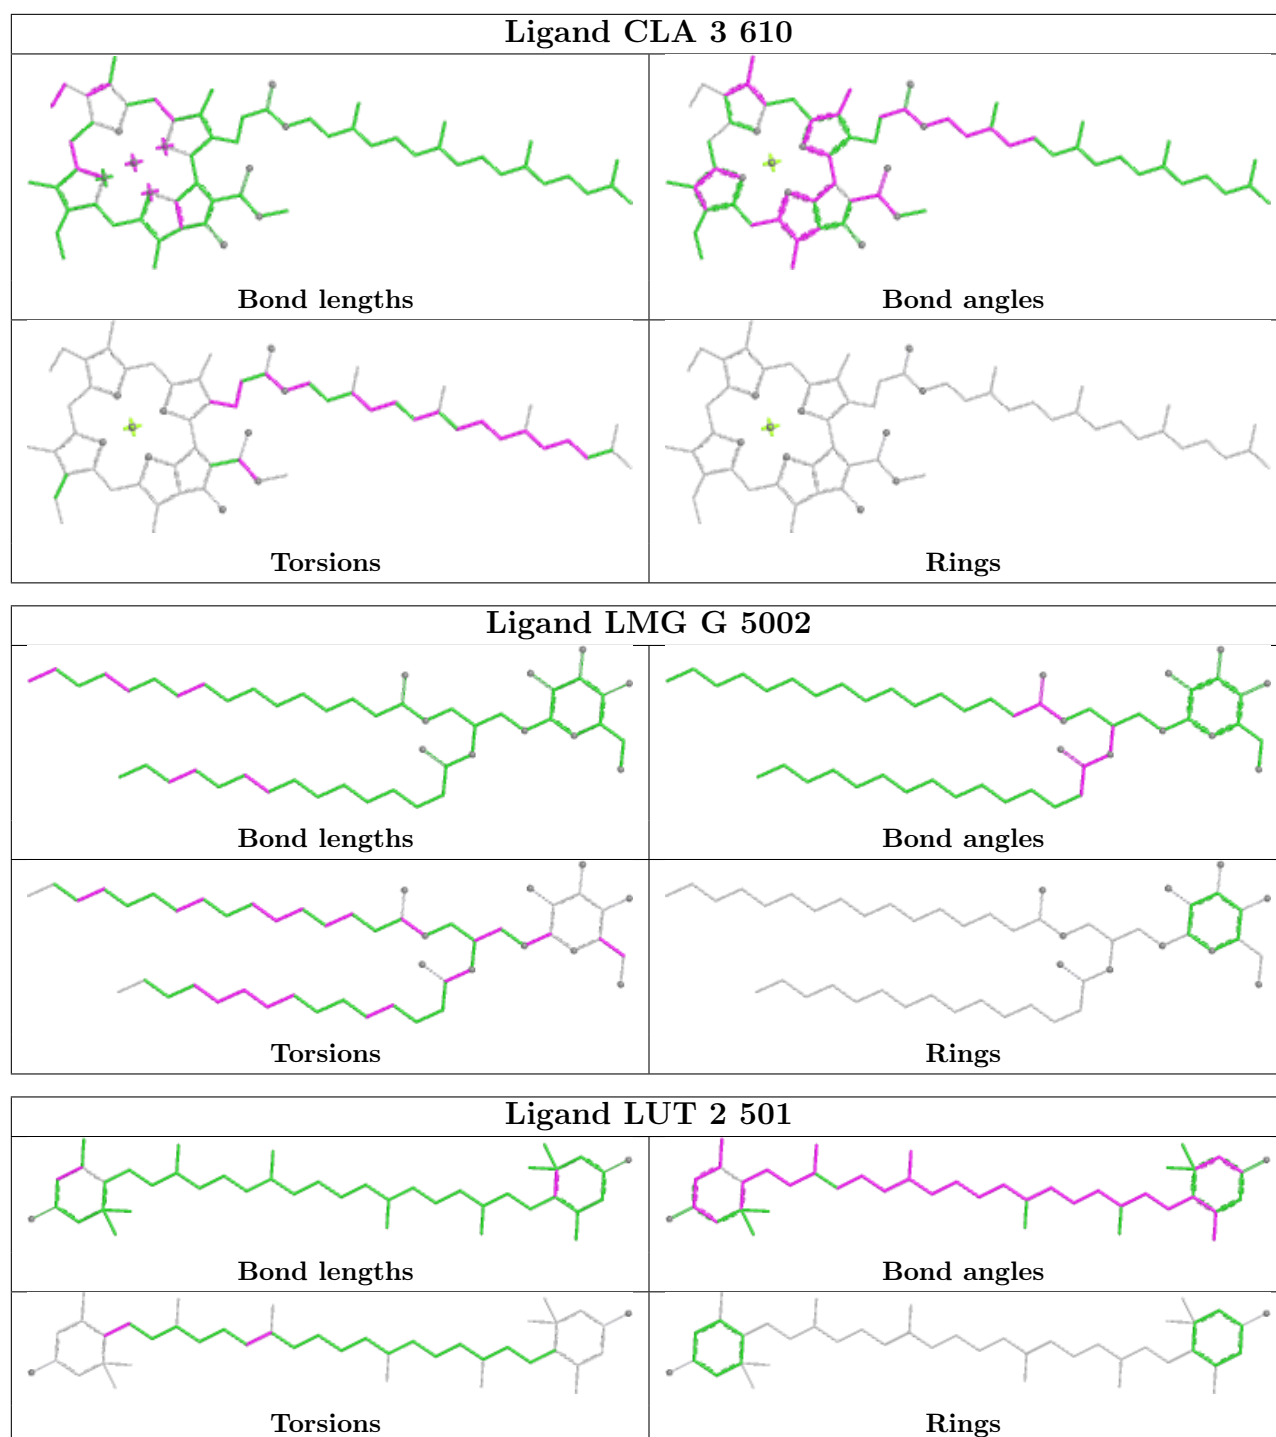 Ligand CLA 3 610
Bond lengths
Bond angles
Torsions
Rings
Ligand LMG G 5002
Bond lengths
Bond angles
Torsions
Rings
Ligand LUT 2 501
Bond lengths
Bond angles
Torsions
Rings